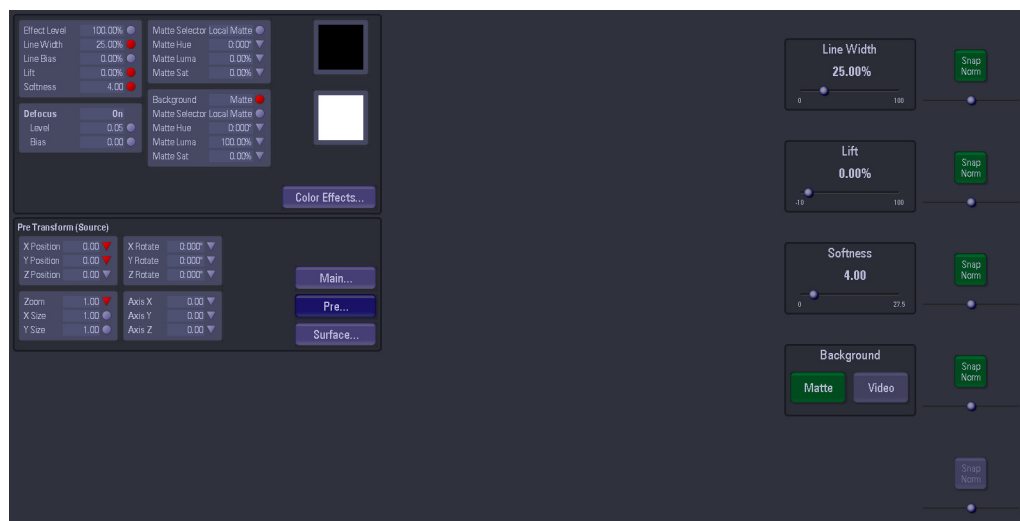 Effect Level 100.00%
Line Width 25.00%
Line Bias 0.00%
Lift 0.00%
Softness 4.00
Defocus On
Level 0.05
Bias 0.00
Matte Selector Local Matte
Matte Hue 0:000°
Matte Luma 0.00%
Matte Sat 0.00%
Background Matte
Matte Selector Local Matte
Matte Hue 0:000°
Matte Luma 100.00%
Matte Sat 0.00%
Color Effects...
Pre Transform (Source)
X Position 0.00
Y Position 0.00
Z Position 0.00
X Rotate 0:000°
Y Rotate 0:000°
Z Rotate 0:000°
Zoom 1.00
X Size 1.00
Y Size 1.00
Axis X 0.00
Axis Y 0.00
Axis Z 0.00
Main...
Pre...
Surface...
Line Width
25.00%
0 100
Snap
Norm
Lift
0.00%
-10 100
Snap
Norm
Softness
4.00
0 27.5
Snap
Norm
Background
Matte Video
Snap
Norm
Snap
Norm